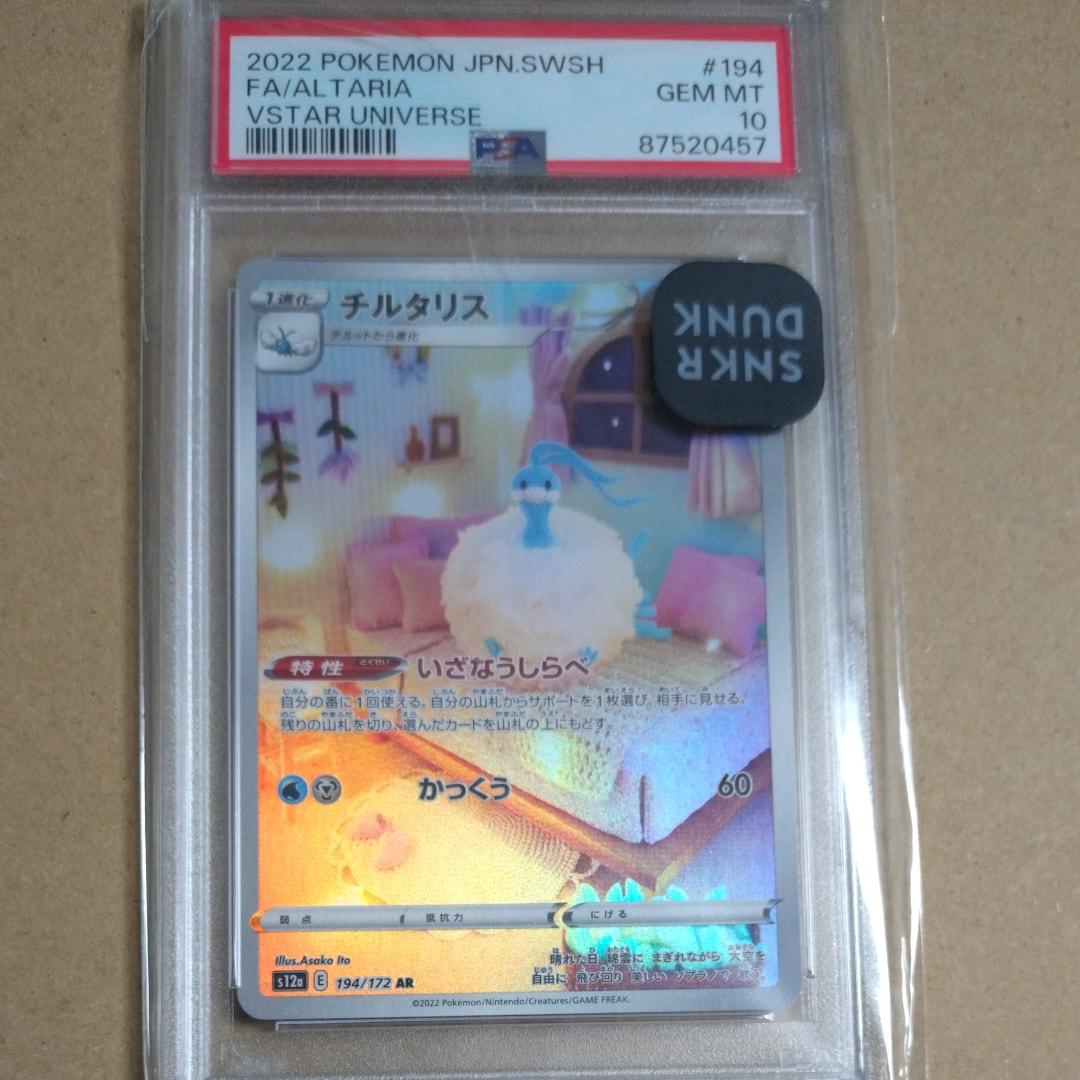 2022 POKEMON JPN.SWSH #194
FA/ALTARIA GEM MT
VSTAR UNIVERSE 10
PSA 87520457
1進化 チルタリス
チルットから進化
SNKR
DUNK
特性 とくせい いざなうしらべ
自分の番に1回使える。自分の山札からサポートを1枚選び、相手に見せる。
残りの山札を切り、選んだカードを山札の上にもどす。
かっくう 60
弱点 抵抗力 にげる
Illus.Asako Ito
晴れた日 綿雲に まぎれながら 大空を
自由に 飛び回り 美しい ソプラノで
s12a E 194/172 AR
©2022 Pokémon/Nintendo/Creatures/GAME FREAK.